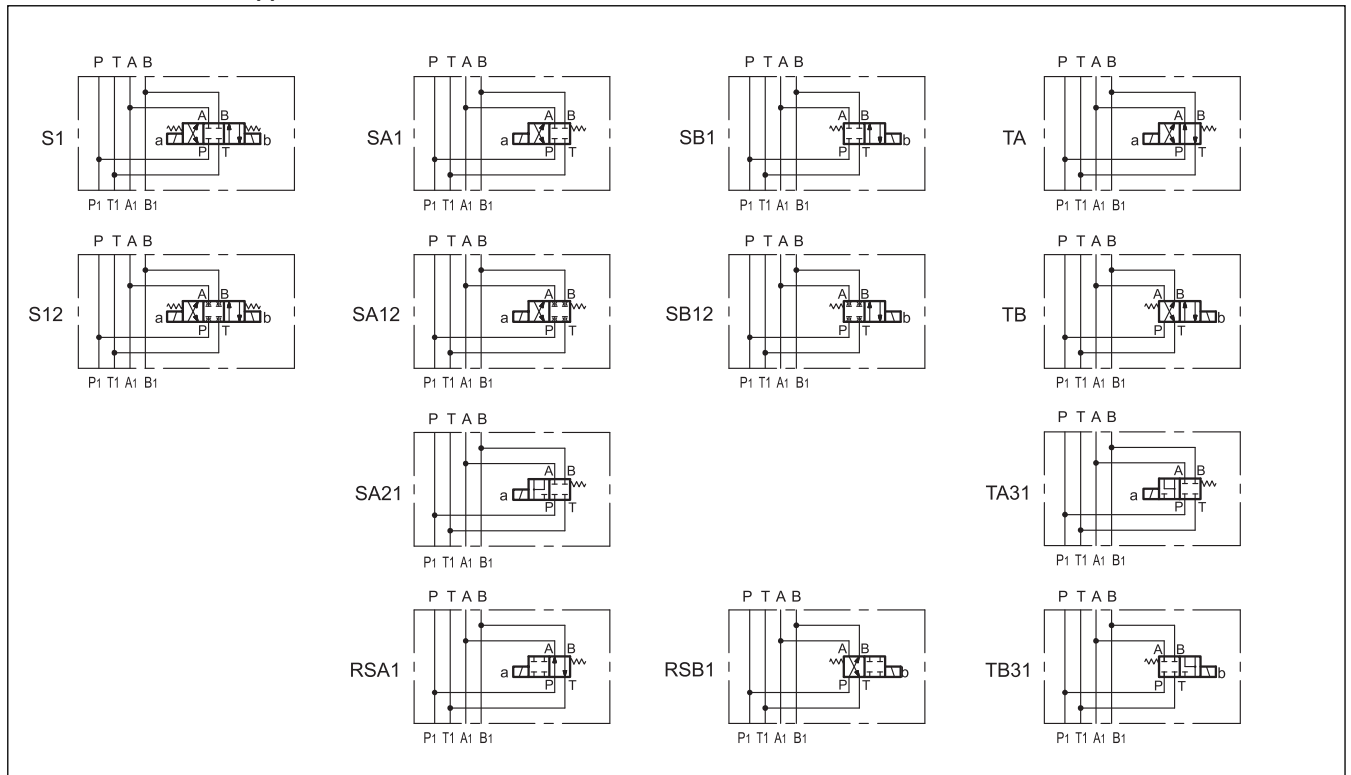 P T A B
S1
A B
a b
P T
P1 T1 A1 B1
P T A B
SA1
A B
a
P T
P1 T1 A1 B1
P T A B
SB1
A B
b
P T
P1 T1 A1 B1
P T A B
TA
A B
a
P T
P1 T1 A1 B1
P T A B
S12
A B
a b
P T
P1 T1 A1 B1
P T A B
SA12
A B
a
P T
P1 T1 A1 B1
P T A B
SB12
A B
b
P T
P1 T1 A1 B1
P T A B
TB
A B
b
P T
P1 T1 A1 B1
P T A B
SA21
A B
a
P T
P1 T1 A1 B1
P T A B
TA31
A B
a
P T
P1 T1 A1 B1
P T A B
RSA1
A B
a
P T
P1 T1 A1 B1
P T A B
RSB1
A B
b
P T
P1 T1 A1 B1
P T A B
TB31
A B
b
P T
P1 T1 A1 B1